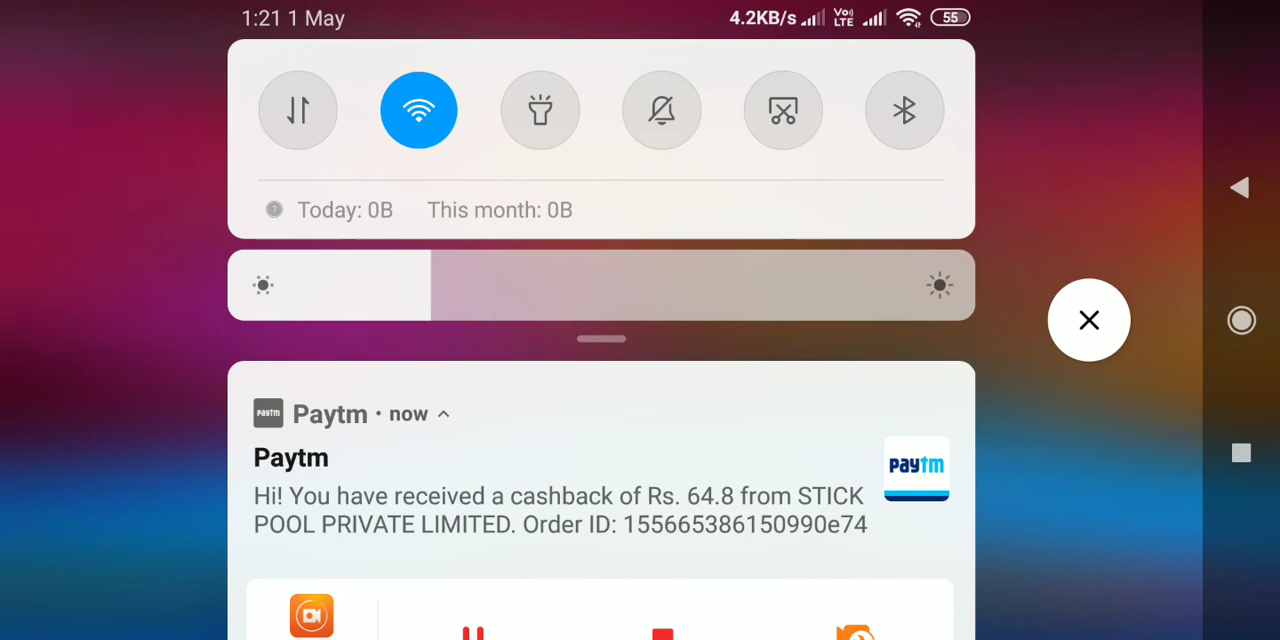 1:21 1 May
4.2KB/s Vo) LTE 55
Today: 0B This month: 0B
Paytm • now
Paytm
paytm
Hi! You have received a cashback of Rs. 64.8 from STICK
POOL PRIVATE LIMITED. Order ID: 155665386150990e74